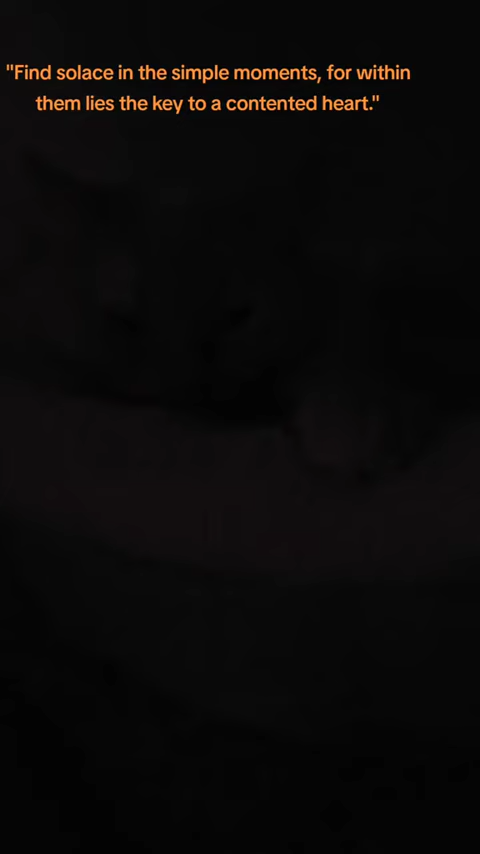 "Find solace in the simple moments, for within
them lies the key to a contented heart."